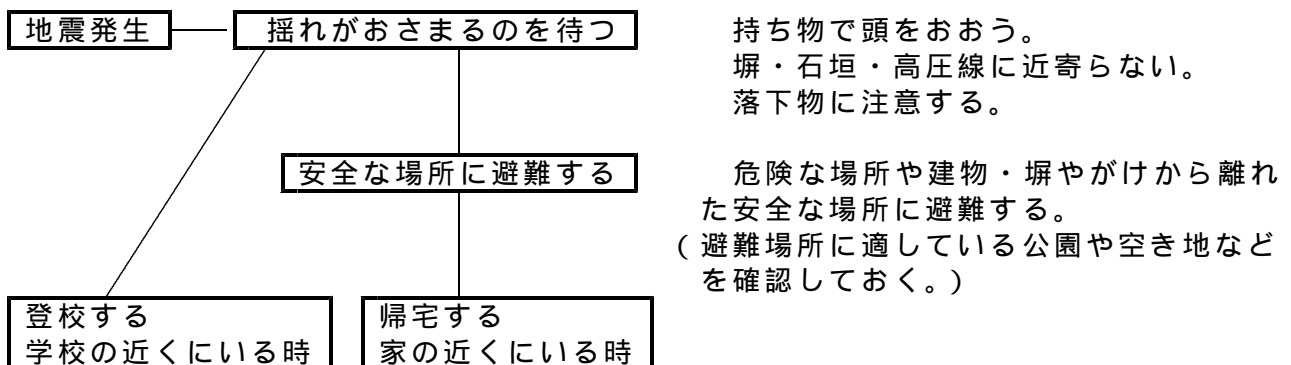 地震発生
揺れがおさまるのを待つ
持ち物で頭をおおう。
塀・石垣・高圧線に近寄らない。
落下物に注意する。
安全な場所に避難する
危険な場所や建物・塀やがけから離れ
た安全な場所に避難する。
(避難場所に適している公園や空き地など
を確認しておく。)
登校する
学校の近くにいる時
帰宅する
家の近くにいる時